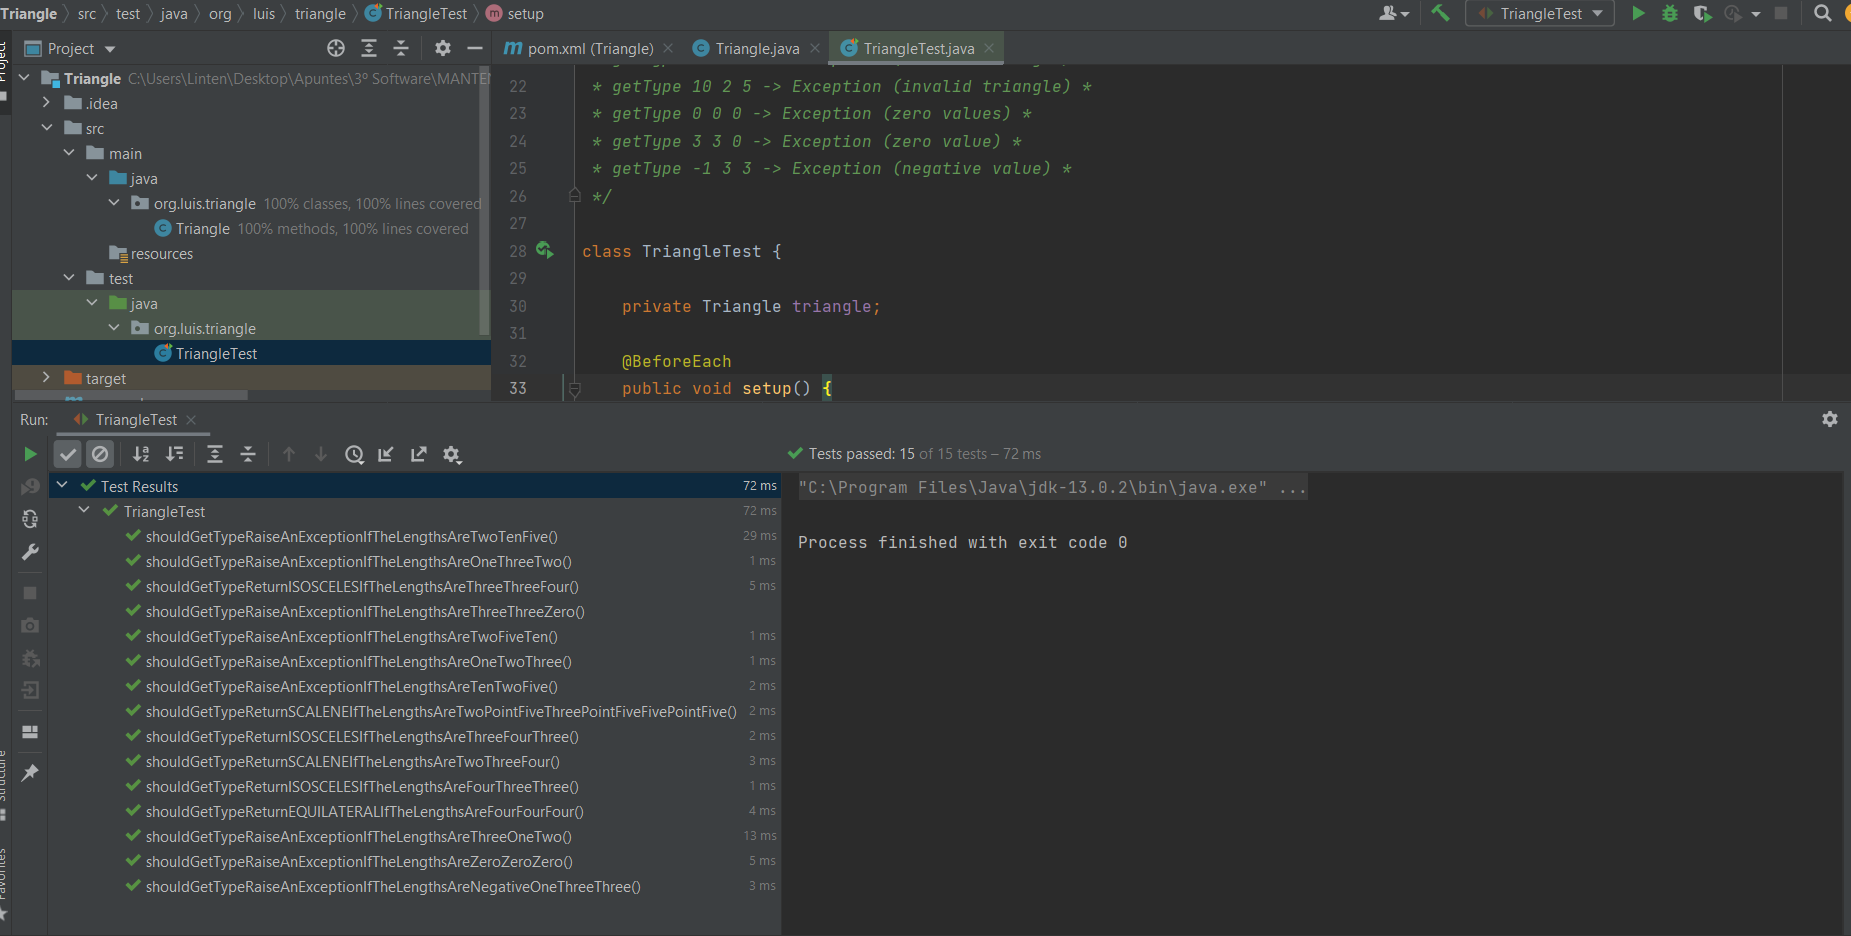 Triangle src test java org luis triangle TriangleTest setup TriangleTest
Project
pom.xml (Triangle) Triangle.java TriangleTest.java
Triangle C:\Users\Linten\Desktop\Apuntes\3º Software\MANTEN
.idea
src
main
java
org.luis.triangle 100% classes, 100% lines covered
Triangle 100% methods, 100% lines covered
resources
test
java
org.luis.triangle
TriangleTest
target
22 * getType 10 2 5 -> Exception (invalid triangle) *
23 * getType 0 0 0 -> Exception (zero values) *
24 * getType 3 3 0 -> Exception (zero value) *
25 * getType -1 3 3 -> Exception (negative value) *
26 */
27
28 class TriangleTest {
29
30 private Triangle triangle;
31
32 @BeforeEach
33 public void setup() {
Run: TriangleTest
Tests passed: 15 of 15 tests – 72 ms
Test Results 72 ms
TriangleTest 72 ms
shouldGetTypeRaiseAnExceptionIfTheLengthsAreTwoTenFive() 29 ms
shouldGetTypeRaiseAnExceptionIfTheLengthsAreOneThreeTwo() 1 ms
shouldGetTypeReturnISOSCELESIfTheLengthsAreThreeThreeFour() 5 ms
shouldGetTypeRaiseAnExceptionIfTheLengthsAreThreeThreeZero()
shouldGetTypeRaiseAnExceptionIfTheLengthsAreTwoFiveTen() 1 ms
shouldGetTypeRaiseAnExceptionIfTheLengthsAreOneTwoThree() 1 ms
shouldGetTypeRaiseAnExceptionIfTheLengthsAreTenTwoFive() 2 ms
shouldGetTypeReturnSCALENEIfTheLengthsAreTwoPointFiveThreePointFiveFivePointFive() 2 ms
shouldGetTypeReturnISOSCELESIfTheLengthsAreThreeFourThree() 2 ms
shouldGetTypeReturnSCALENEIfTheLengthsAreTwoThreeFour() 3 ms
shouldGetTypeReturnISOSCELESIfTheLengthsAreFourThreeThree() 1 ms
shouldGetTypeReturnEQUILATERALIfTheLengthsAreFourFourFour() 4 ms
shouldGetTypeRaiseAnExceptionIfTheLengthsAreThreeOneTwo() 13 ms
shouldGetTypeRaiseAnExceptionIfTheLengthsAreZeroZeroZero() 5 ms
shouldGetTypeRaiseAnExceptionIfTheLengthsAreNegativeOneThreeThree() 3 ms
"C:\Program Files\Java\jdk-13.0.2\bin\java.exe" ...
Process finished with exit code 0